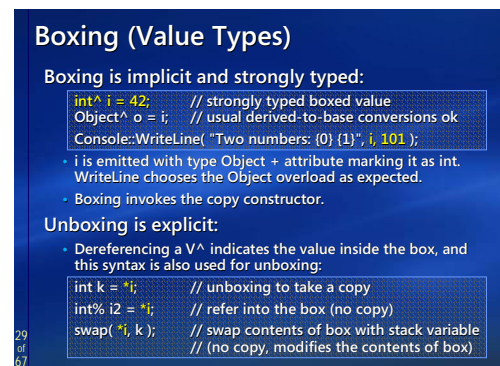 Boxing (Value Types)
Boxing is implicit and strongly typed:
int^ i = 42; // strongly typed boxed value
Object^ o = i; // usual derived-to-base conversions ok
Console::WriteLine( "Two numbers: {0} {1}", i, 101 );
• i is emitted with type Object + attribute marking it as int.
WriteLine chooses the Object overload as expected.
• Boxing invokes the copy constructor.
Unboxing is explicit:
• Dereferencing a V^ indicates the value inside the box, and
this syntax is also used for unboxing:
int k = *i; // unboxing to take a copy
int% i2 = *i; // refer into the box (no copy)
swap( *i, k ); // swap contents of box with stack variable
// (no copy, modifies the contents of box)
29
of
67